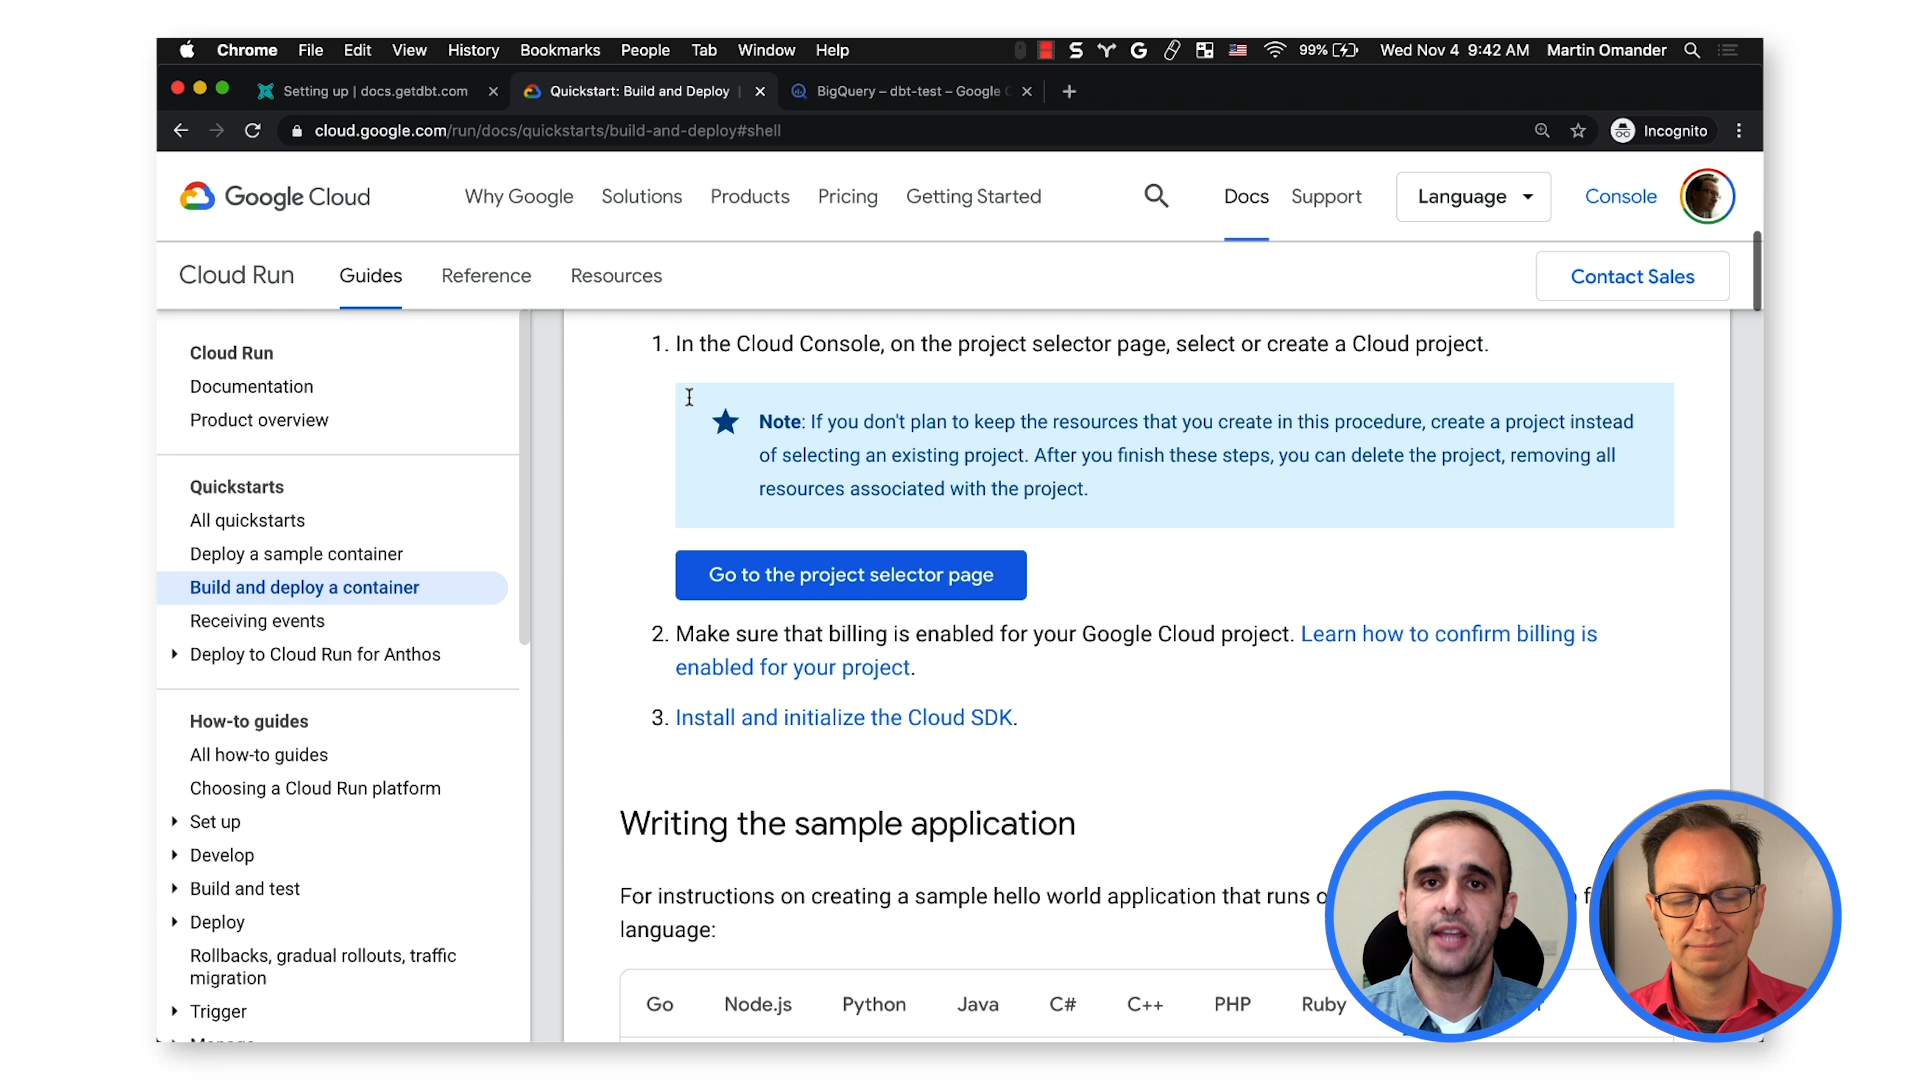 Chrome File Edit View History Bookmarks People Tab Window Help 99% Wed Nov 4 9:42 AM Martin Omander
Setting up | docs.getdbt.com Quickstart: Build and Deploy BigQuery – dbt-test – Google
cloud.google.com/run/docs/quickstarts/build-and-deploy#shell Incognito
Google Cloud Why Google Solutions Products Pricing Getting Started Docs Support Language Console
Cloud Run Guides Reference Resources Contact Sales
Cloud Run
Documentation
Product overview
Quickstarts
All quickstarts
Deploy a sample container
Build and deploy a container
Receiving events
Deploy to Cloud Run for Anthos
How-to guides
All how-to guides
Choosing a Cloud Run platform
Set up
Develop
Build and test
Deploy
Rollbacks, gradual rollouts, traffic
migration
Trigger
1. In the Cloud Console, on the project selector page, select or create a Cloud project.
Note: If you don't plan to keep the resources that you create in this procedure, create a project instead
of selecting an existing project. After you finish these steps, you can delete the project, removing all
resources associated with the project.
Go to the project selector page
2. Make sure that billing is enabled for your Google Cloud project. Learn how to confirm billing is
enabled for your project.
3. Install and initialize the Cloud SDK.
Writing the sample application
For instructions on creating a sample hello world application that runs
language:
Go Node.js Python Java C# C++ PHP Ruby